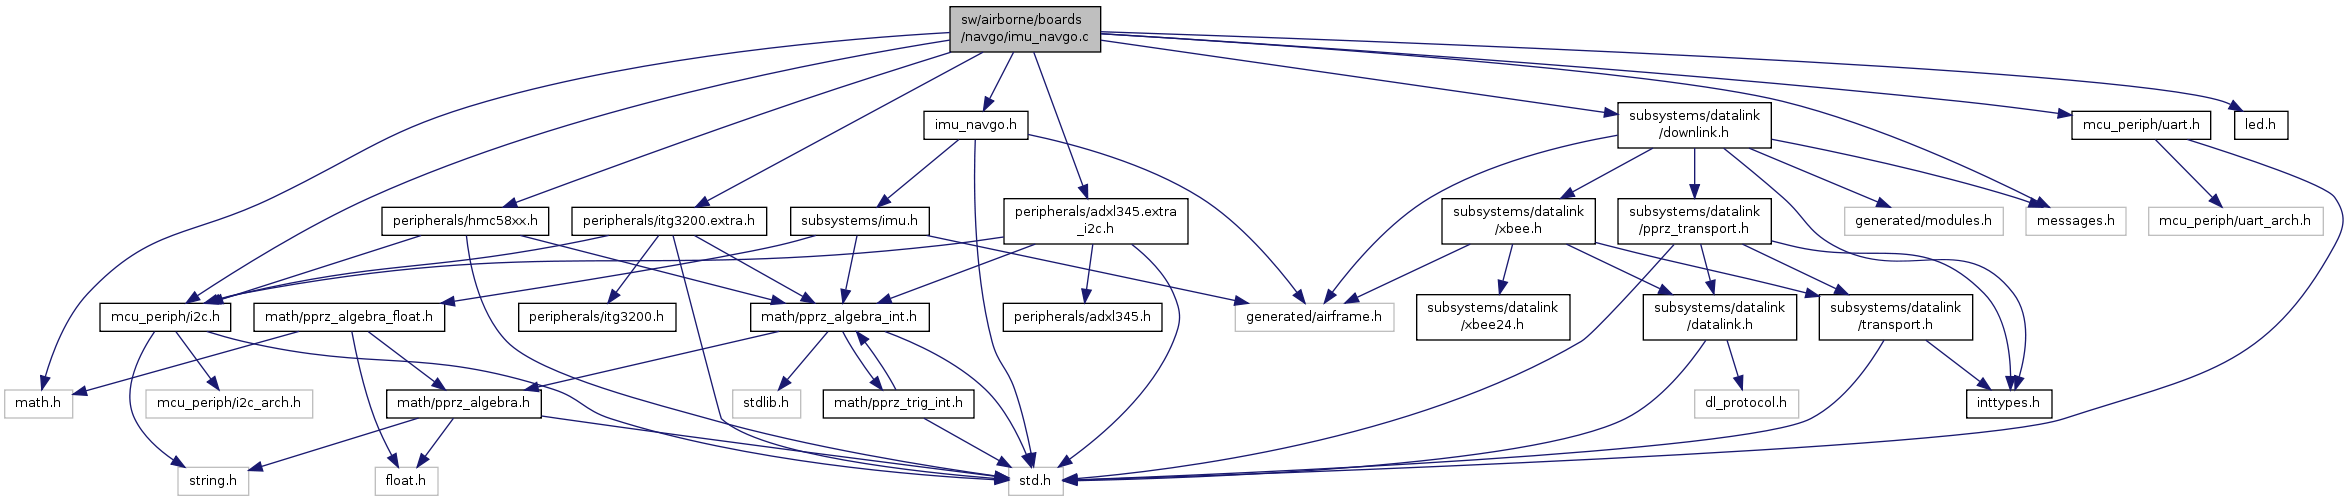 sw/airborne/boards
/navgo/imu_navgo.c
imu_navgo.h
subsystems/datalink
/downlink.h
mcu_periph/uart.h
led.h
peripherals/hmc58xx.h
peripherals/itg3200.extra.h
subsystems/imu.h
peripherals/adxl345.extra
_i2c.h
subsystems/datalink
/xbee.h
subsystems/datalink
/pprz_transport.h
generated/modules.h
messages.h
mcu_periph/uart_arch.h
mcu_periph/i2c.h
math/pprz_algebra_float.h
peripherals/itg3200.h
math/pprz_algebra_int.h
peripherals/adxl345.h
generated/airframe.h
subsystems/datalink
/xbee24.h
subsystems/datalink
/datalink.h
subsystems/datalink
/transport.h
math.h
mcu_periph/i2c_arch.h
math/pprz_algebra.h
stdlib.h
math/pprz_trig_int.h
dl_protocol.h
inttypes.h
string.h
float.h
std.h